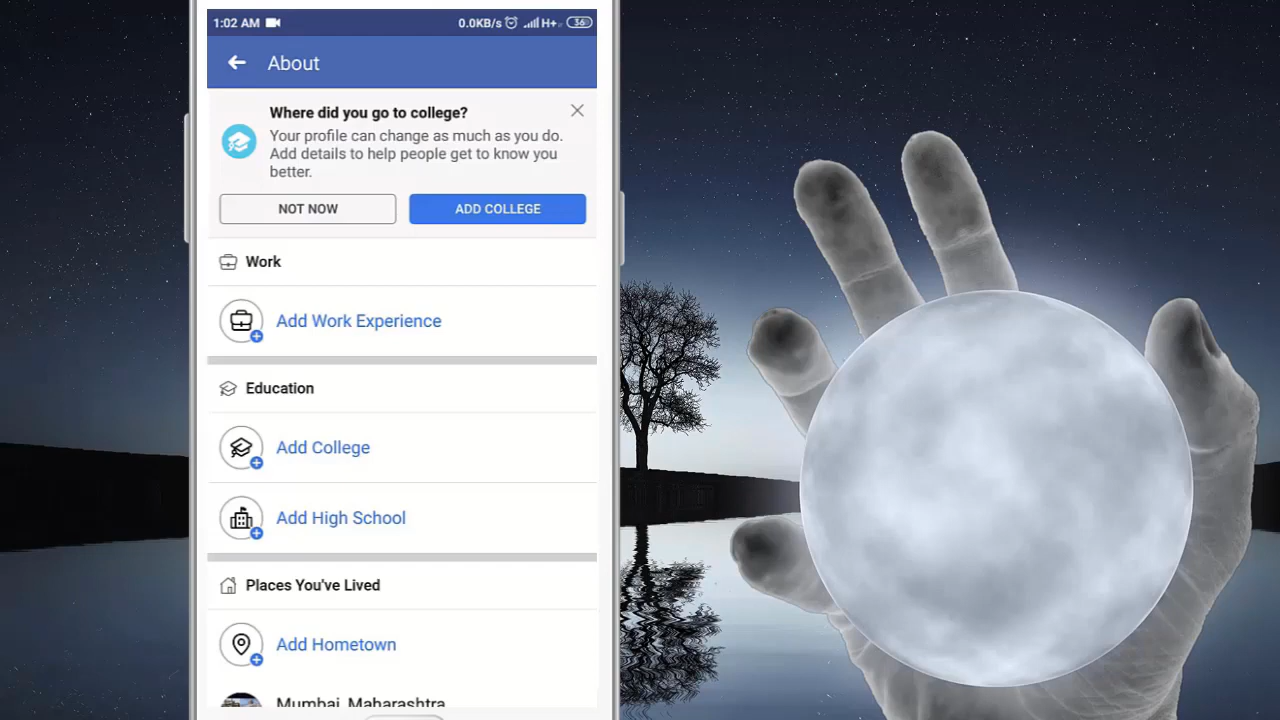 1:02 AM
0.0KB/s H+ 36
About
Where did you go to college?
Your profile can change as much as you do.
Add details to help people get to know you
better.
NOT NOW
ADD COLLEGE
Work
Add Work Experience
Education
Add College
Add High School
Places You've Lived
Add Hometown
Mumbai, Maharashtra